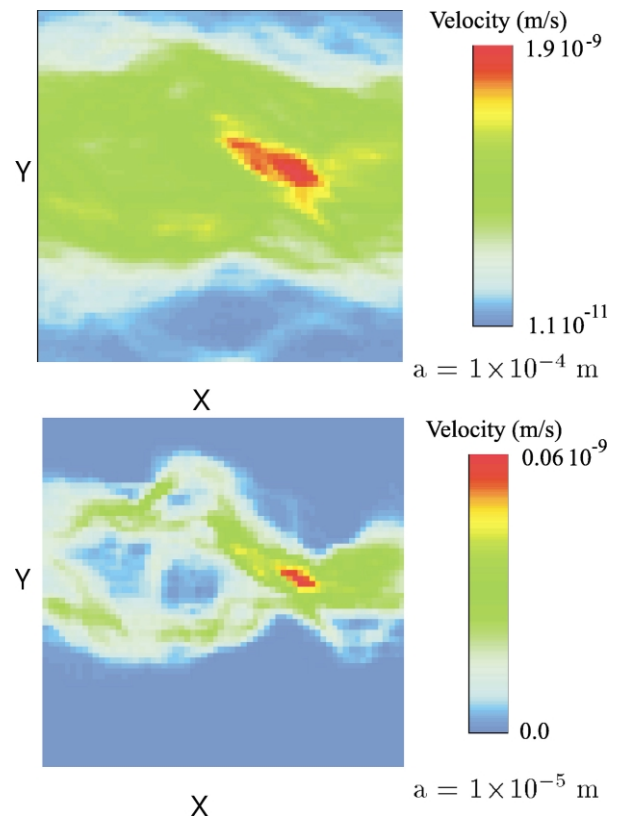 Velocity (m/s)
1.9 10⁻⁹
Y
1.1 10⁻¹¹
a = 1×10⁻⁴ m
X
Velocity (m/s)
0.06 10⁻⁹
Y
0.0
a = 1×10⁻⁵ m
X